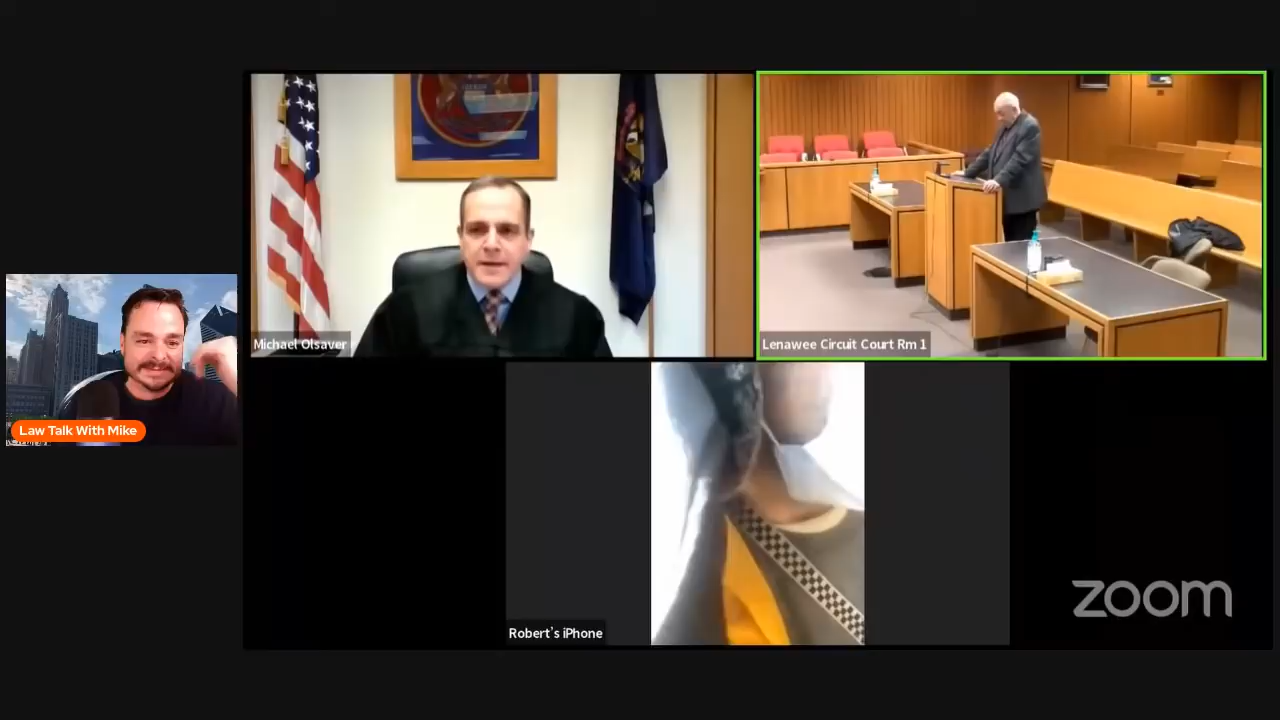 Michael Olsaver
Lenawee Circuit Court Rm 1
Law Talk With Mike
Robert's iPhone
zoom